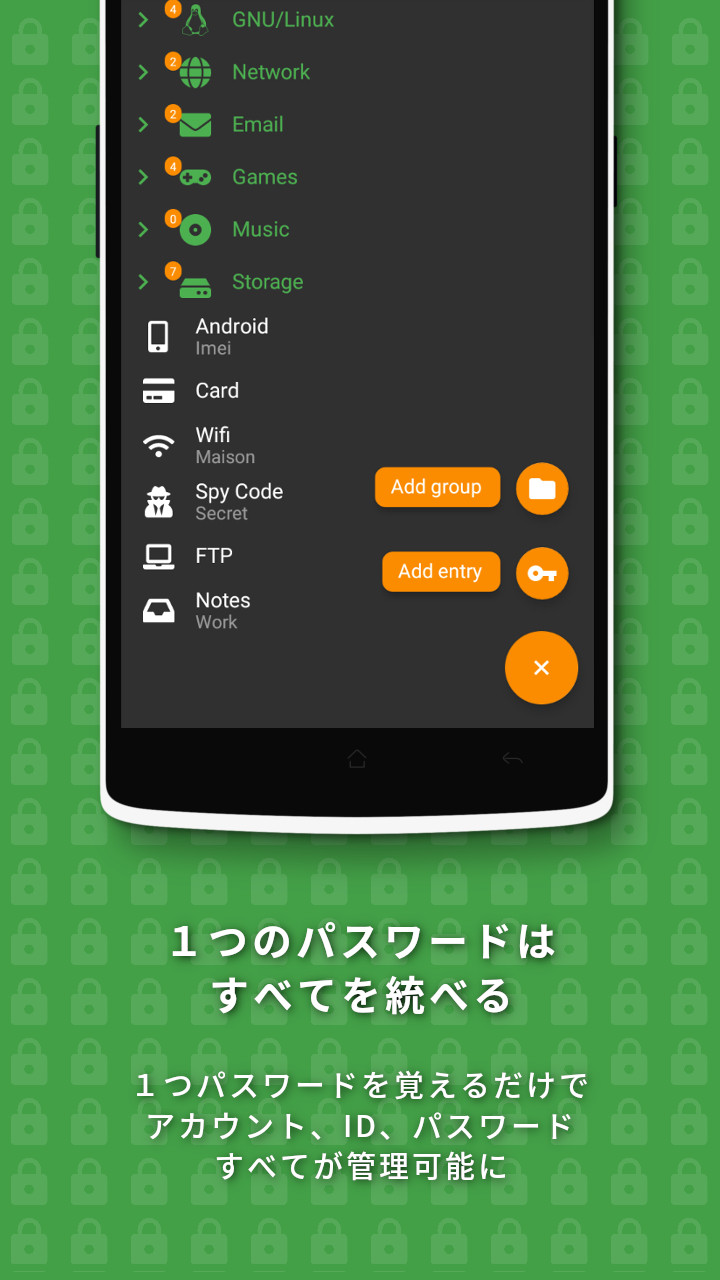 4
GNU/Linux
2
Network
2
Email
4
Games
0
Music
7
Storage
Android
Imei
Card
Wifi
Maison
Spy Code
Secret
Add group
FTP
Add entry
Notes
Work
１つのパスワードは
すべてを統べる
１つパスワードを覚えるだけで
アカウント、ID、パスワード
すべてが管理可能に